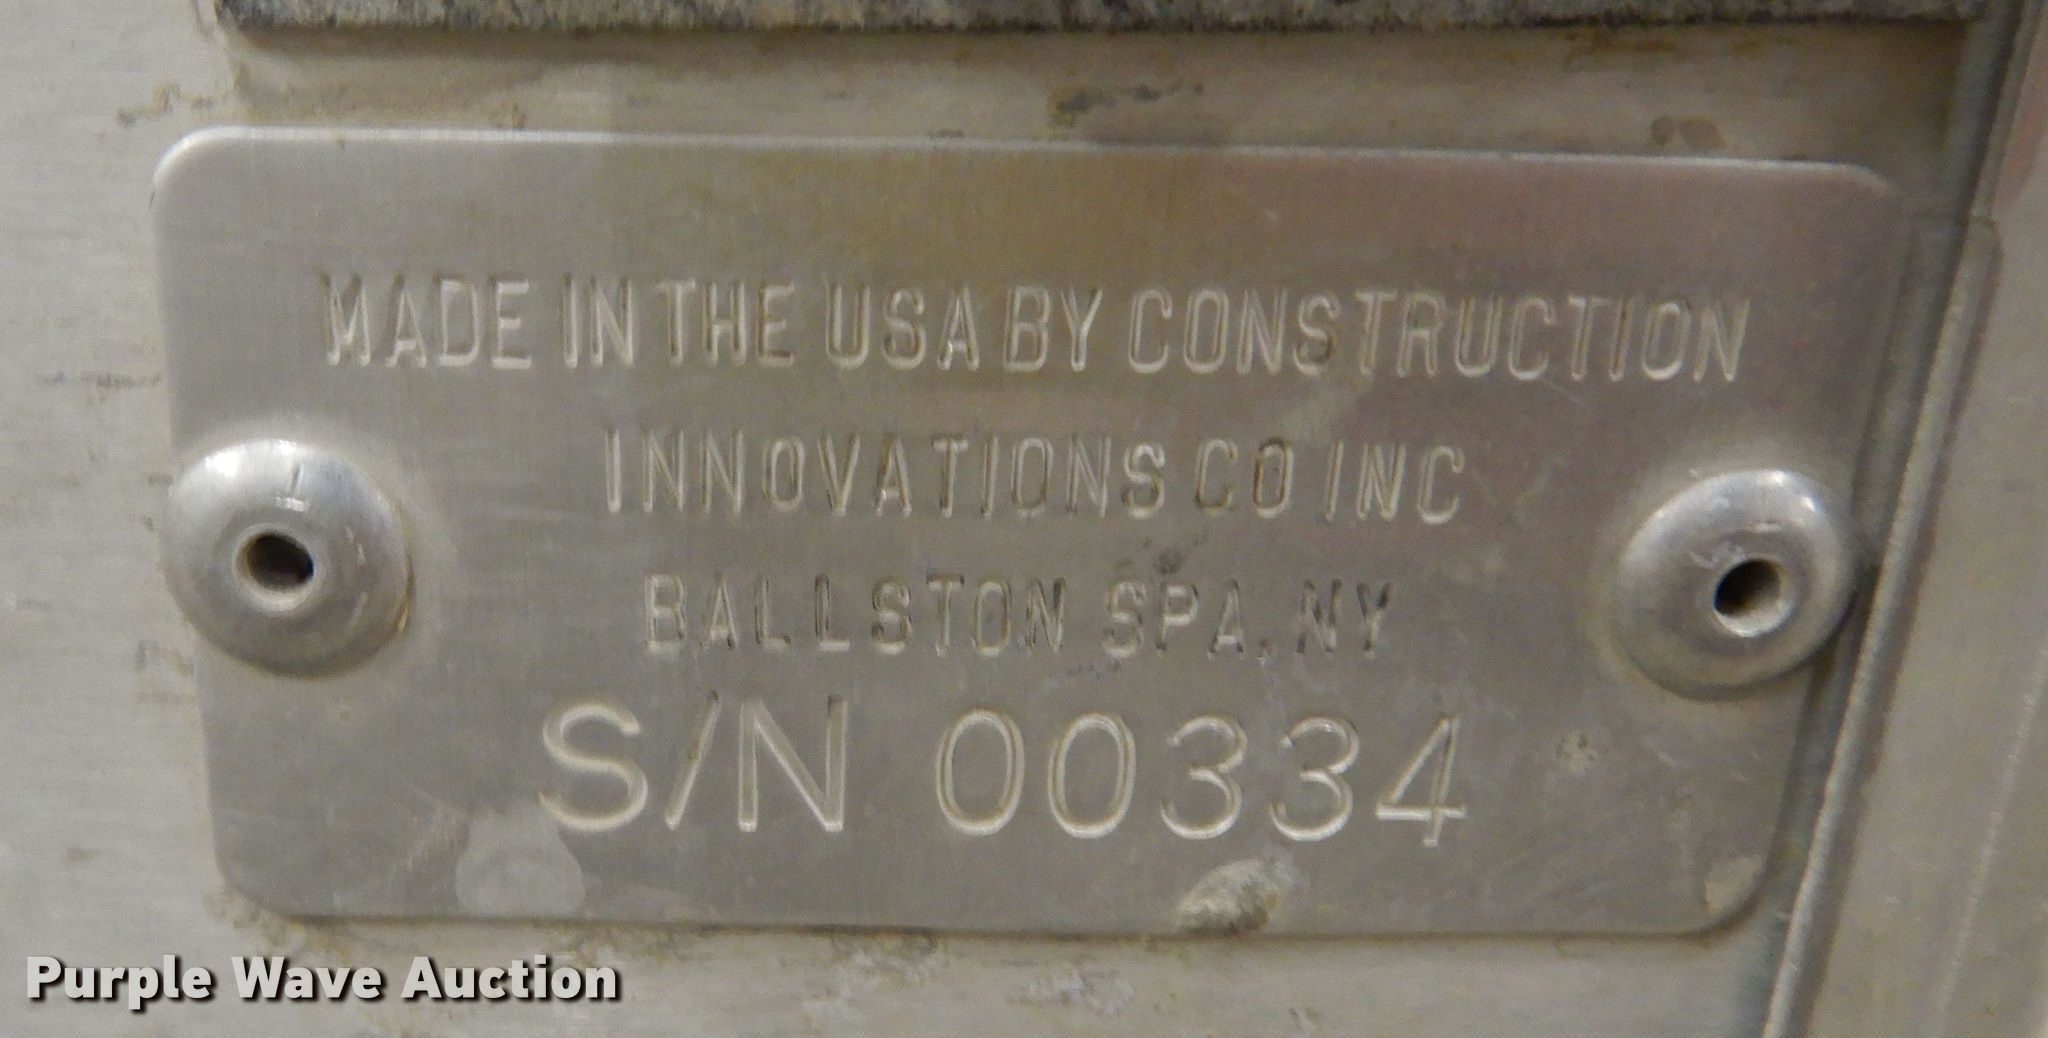 MADE IN THE USA BY CONSTRUCTION
INNOVATIONS CO INC
BALLSTON SPA, NY
S/N 00334
Purple Wave Auction